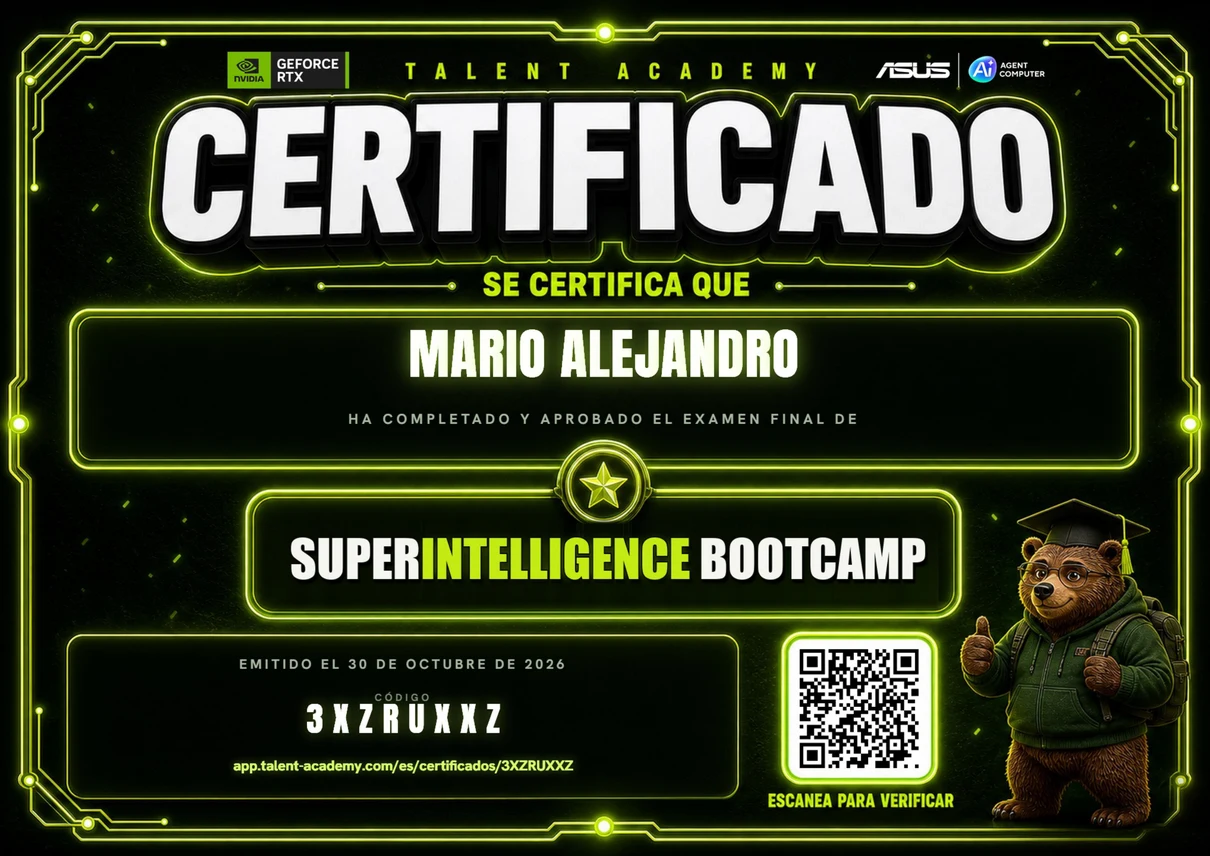 NVIDIA GEFORCE RTX
TALENT ACADEMY
ASUS Ai AGENT COMPUTER
CERTIFICADO
SE CERTIFICA QUE
MARIO ALEJANDRO
HA COMPLETADO Y APROBADO EL EXAMEN FINAL DE
SUPERINTELLIGENCE BOOTCAMP
EMITIDO EL 30 DE OCTUBRE DE 2026
CÓDIGO
3XZRUXXZ
app.talent-academy.com/es/certificados/3XZRUXXZ
ESCANEA PARA VERIFICAR